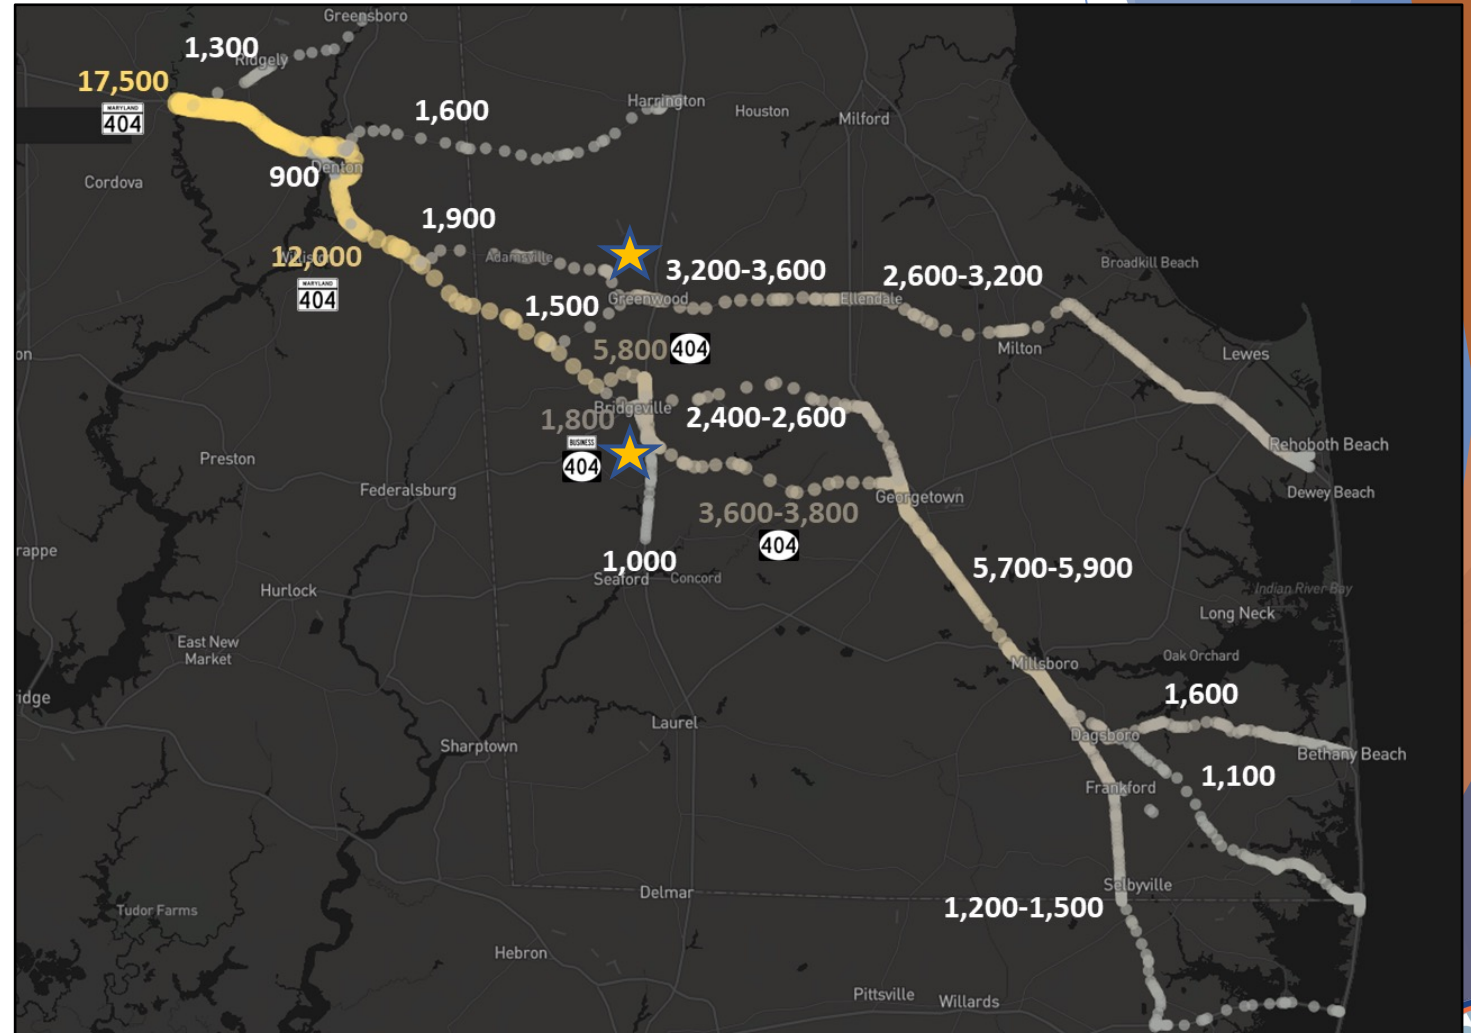 Greensboro
1,300
Ridgely
17,500
MARYLAND
404
1,600
Harrington
Houston
Milford
Denton
900
Cordova
1,900
12,000
MARYLAND
404
Adamsville
3,200-3,600
2,600-3,200
Broadkill Beach
1,500
Greenwood
Ellendale
5,800
404
Milton
Lewes
1,800
Bridgeville
2,400-2,600
BUSINESS
404
Rehoboth Beach
Preston
Federalsburg
Georgetown
Dewey Beach
3,600-3,800
404
rappe
1,000
Seaford
Concord
5,700-5,900
Indian River Bay
Hurlock
Long Neck
East New
Market
Millsboro
Oak Orchard
idge
1,600
Laurel
Sharptown
Dagsboro
Bethany Beach
1,100
Frankford
Delmar
Selbyville
1,200-1,500
Tudor Farms
Hebron
Pittsville
Willards